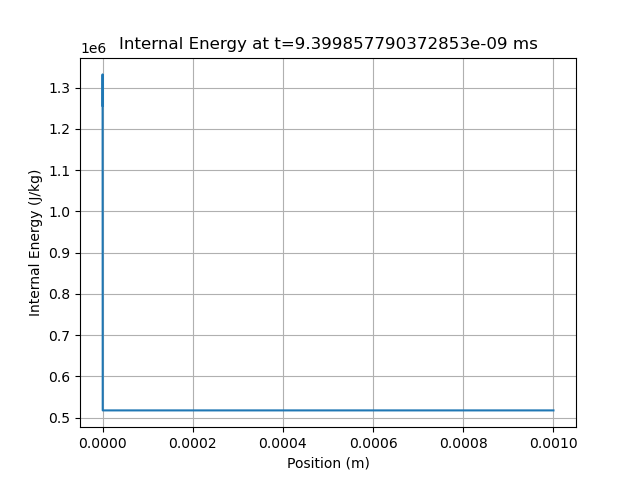 1e6
Internal Energy at t=9.399857790372853e-09 ms
Internal Energy (J/kg)
1.3
1.2
1.1
1.0
0.9
0.8
0.7
0.6
0.5
0.0000 0.0002 0.0004 0.0006 0.0008 0.0010
Position (m)